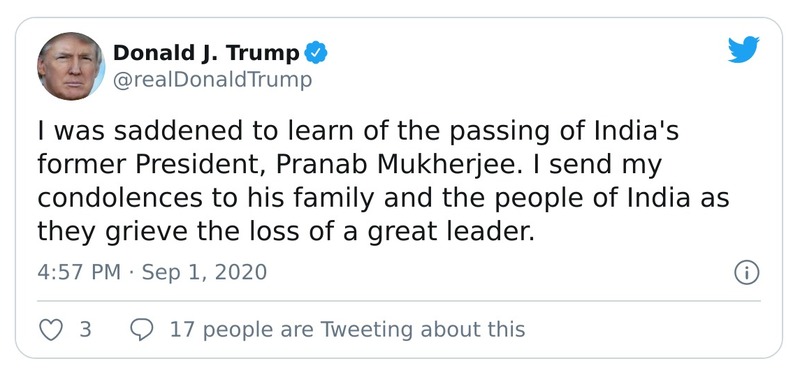 Donald J. Trump
@realDonaldTrump
I was saddened to learn of the passing of India's
former President, Pranab Mukherjee. I send my
condolences to his family and the people of India as
they grieve the loss of a great leader.
4:57 PM · Sep 1, 2020
3 17 people are Tweeting about this